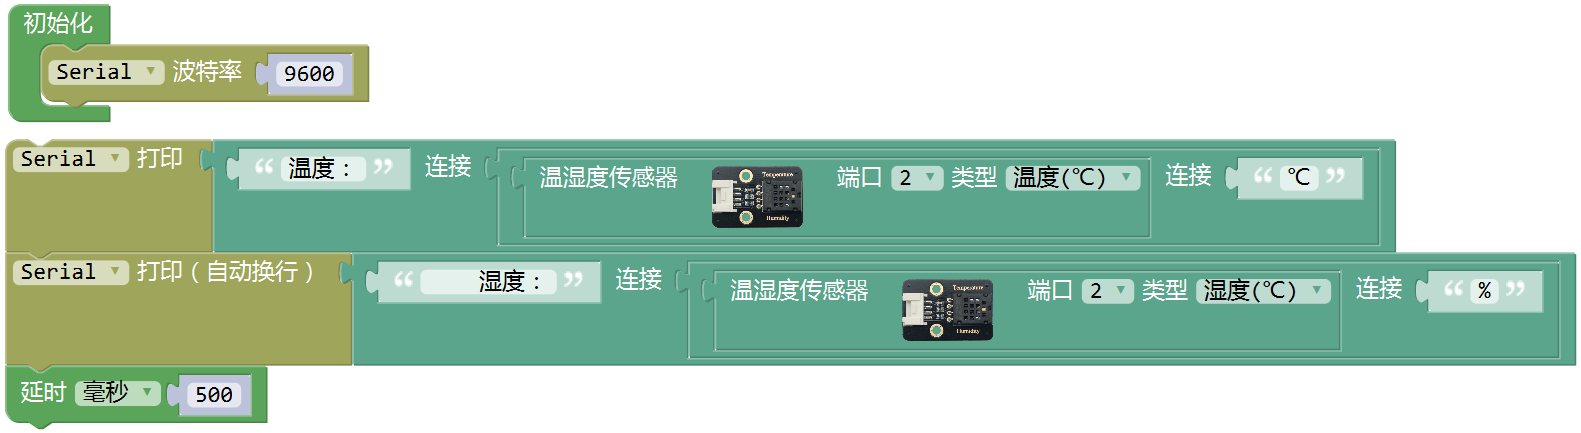 初始化
Serial 波特率 9600
Serial 打印 “ 温度： ” 连接 温湿度传感器 Temperature Humidity 端口 2 类型 温度(℃) 连接 “ ℃ ”
Serial 打印（自动换行） “ 湿度： ” 连接 温湿度传感器 Temperature Humidity 端口 2 类型 湿度(℃) 连接 “ % ”
延时 毫秒 500